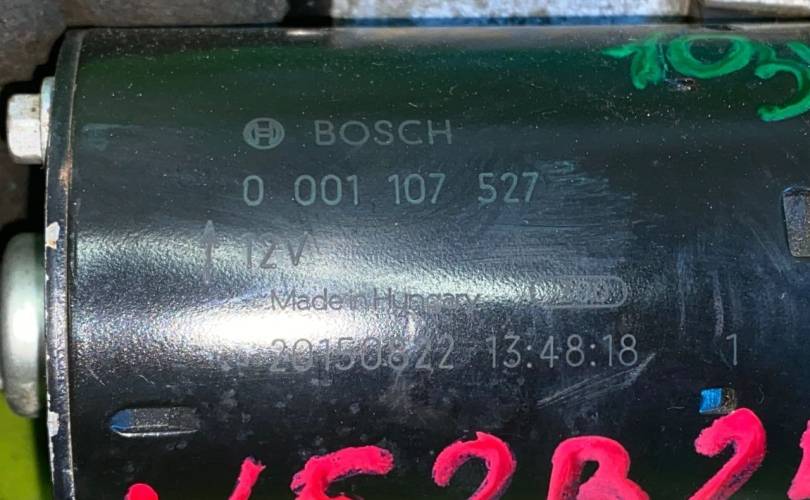 BOSCH
0 001 107 527
12V
Made in Hungary
20150822 13:48:18 1